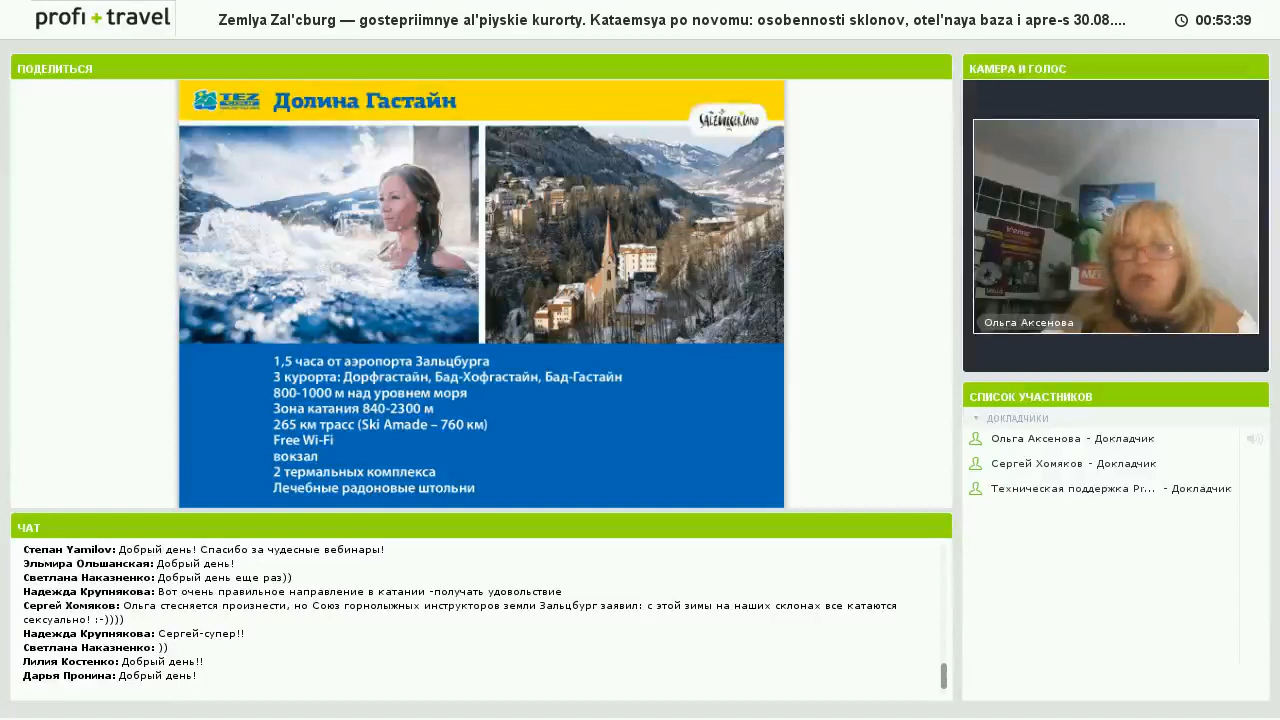 profi + travel
Zemlya Zal'cburg — gostepriimnye al'piyskie kurorty. Kataemsya po novomu: osobennosti sklonov, otel'naya baza i apre-s 30.08....
00:53:39
ПОДЕЛИТЬСЯ
TEZ TOUR
Долина Гастайн
SALZBURGERLAND
1,5 часа от аэропорта Зальцбурга
3 курорта: Дорфгастайн, Бад-Хофгастайн, Бад-Гастайн
800-1000 м над уровнем моря
Зона катания 840-2300 м
265 км трасс (Ski Amade – 760 км)
Free Wi-Fi
вокзал
2 термальных комплекса
Лечебные радоновые штольни
КАМЕРА И ГОЛОС
Ольга Аксенова
СПИСОК УЧАСТНИКОВ
ДОКЛАДЧИКИ
Ольга Аксенова - Докладчик
Сергей Хомяков - Докладчик
Техническая поддержка Pr... - Докладчик
ЧАТ
Степан Yamilov: Добрый день! Спасибо за чудесные вебинары!
Эльмира Ольшанская: Добрый день!
Светлана Наказненко: Добрый день еще раз))
Надежда Крупнякова: Вот очень правильное направление в катании -получать удовольствие
Сергей Хомяков: Ольга стесняется произнести, но Союз горнолыжных инструкторов земли Зальцбург заявил: с этой зимы на наших склонах все катаются
сексуально! :-))))
Надежда Крупнякова: Сергей-супер!!
Светлана Наказненко: ))
Лилия Костенко: Добрый день!!
Дарья Пронина: Добрый день!